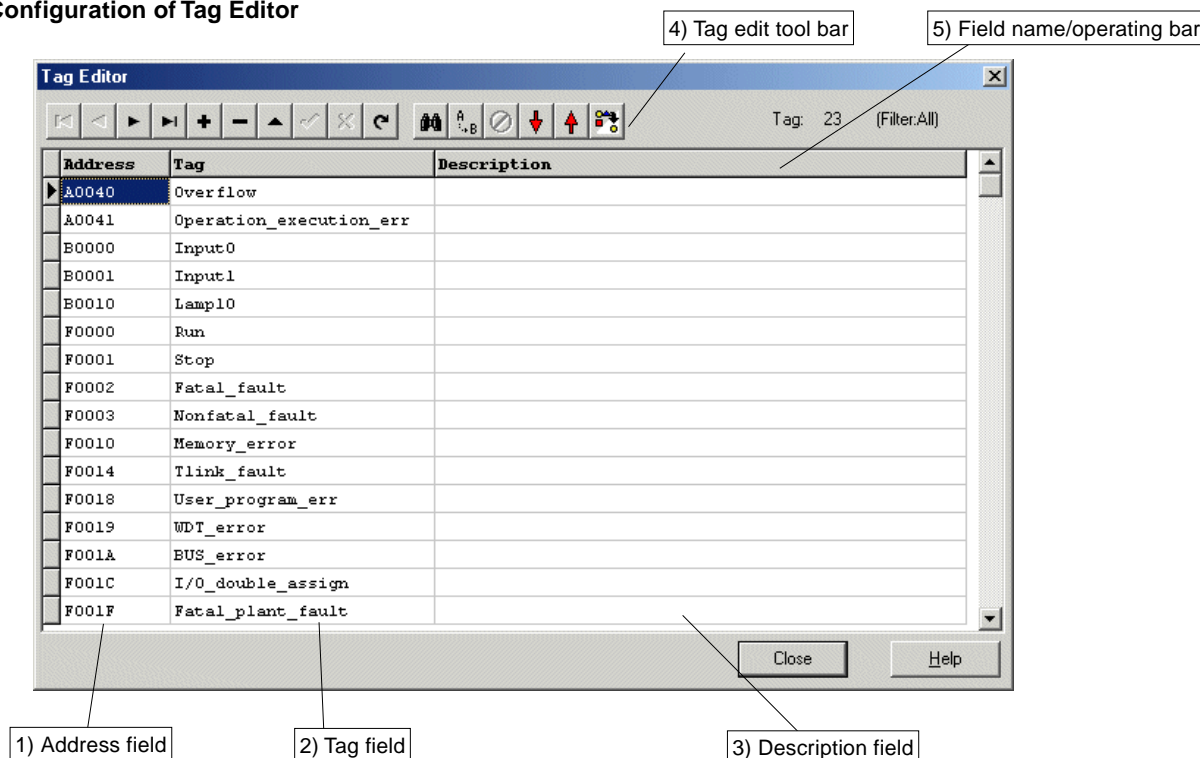 Configuration of Tag Editor
4) Tag edit tool bar
5) Field name/operating bar
Tag Editor
A B
Tag: 23 (Filter:All)
Address Tag Description
A0040 Overflow
A0041 Operation_execution_err
B0000 Input0
B0001 Input1
B0010 Lamp10
F0000 Run
F0001 Stop
F0002 Fatal_fault
F0003 Nonfatal_fault
F0010 Memory_error
F0014 Tlink_fault
F0018 User_program_err
F0019 WDT_error
F001A BUS_error
F001C I/O_double_assign
F001F Fatal_plant_fault
Close Help
1) Address field
2) Tag field
3) Description field